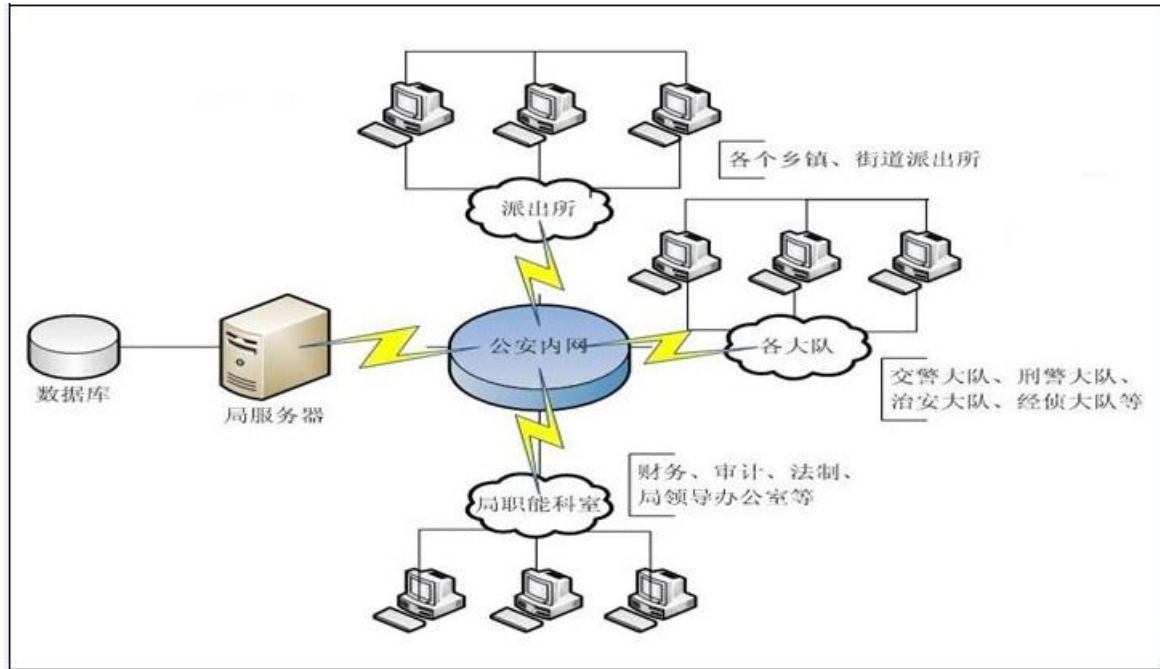 各个乡镇、街道派出所
派出所
公安内网
各大队
数据库
局服务器
交警大队、刑警大队、
治安大队、经侦大队等
财务、审计、法制、
局领导办公室等
局职能科室